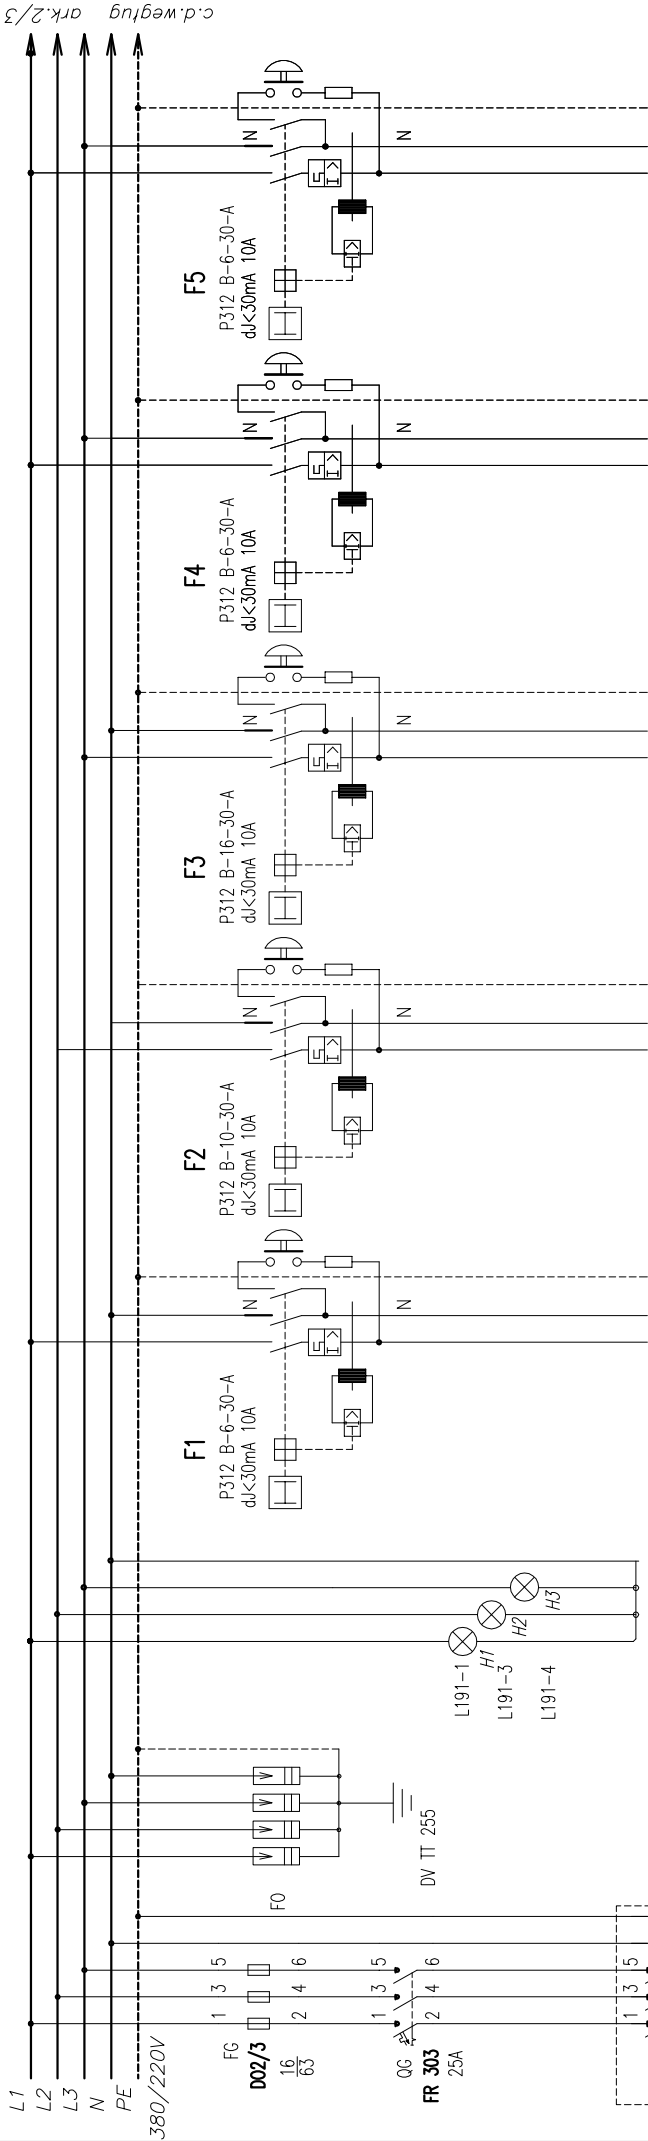 L1
L2
L3
N
PE
380/220V
c.d.według
ark.2/3
FG
D02/3
16
63
1 3 5
2 4 6
QG
FR 303
25A
1 3 5
2 4 6
1 3 5
FO
DV TT 255
L191-1
H1
L191-3
H2
L191-4
H3
F1
P312 B-6-30-A
dJ<30mA 10A
N
N
F2
P312 B-10-30-A
dJ<30mA 10A
N
N
F3
P312 B-16-30-A
dJ<30mA 10A
N
N
F4
P312 B-6-30-A
dJ<30mA 10A
N
N
F5
P312 B-6-30-A
dJ<30mA 10A
N
N